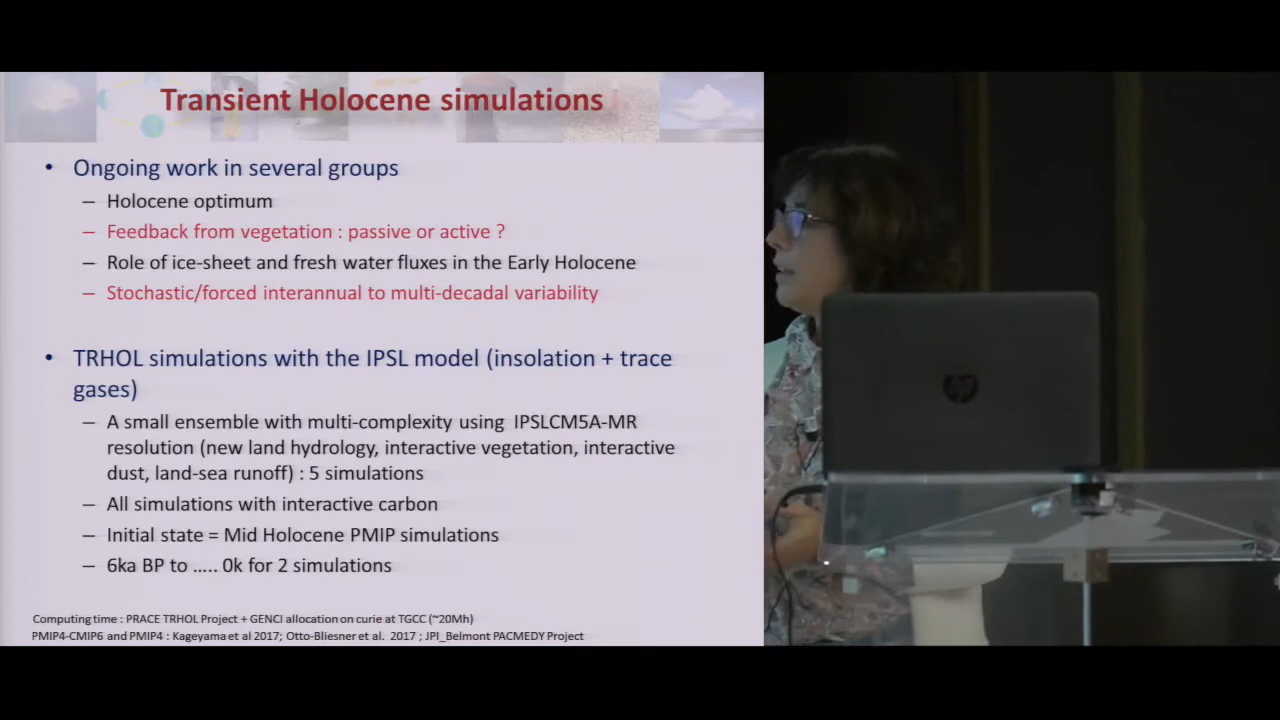 Transient Holocene simulations
• Ongoing work in several groups
– Holocene optimum
– Feedback from vegetation : passive or active ?
– Role of ice-sheet and fresh water fluxes in the Early Holocene
– Stochastic/forced interannual to multi-decadal variability
• TRHOL simulations with the IPSL model (insolation + trace
gases)
– A small ensemble with multi-complexity using IPSLCM5A-MR
resolution (new land hydrology, interactive vegetation, interactive
dust, land-sea runoff) : 5 simulations
– All simulations with interactive carbon
– Initial state = Mid Holocene PMIP simulations
– 6ka BP to ..... 0k for 2 simulations
Computing time : PRACE TRHOL Project + GENCI allocation on curie at TGCC (~20Mh)
PMIP4-CMIP6 and PMIP4 : Kageyama et al 2017; Otto-Bliesner et al. 2017 ; JPI_Belmont PACMEDY Project
hp